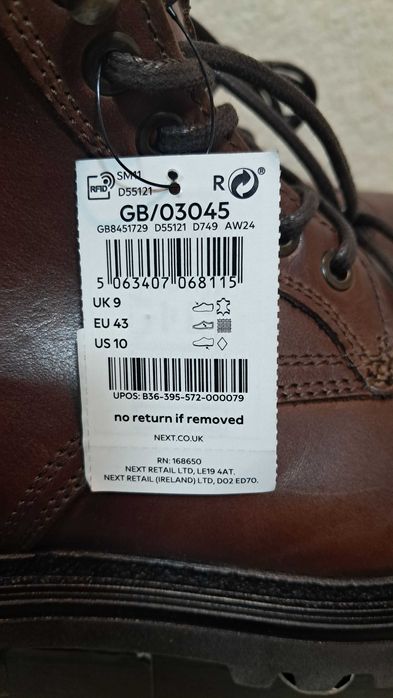 RFID
SM11
D55121
R ®
GB/03045
GB8451729 D55121 D749 AW24
5 063407 068115
UK 9
EU 43
US 10
UPOS: B36-395-572-000079
no return if removed
NEXT.CO.UK
RN: 168650
NEXT RETAIL LTD, LE19 4AT.
NEXT RETAIL (IRELAND) LTD, D02 ED70.